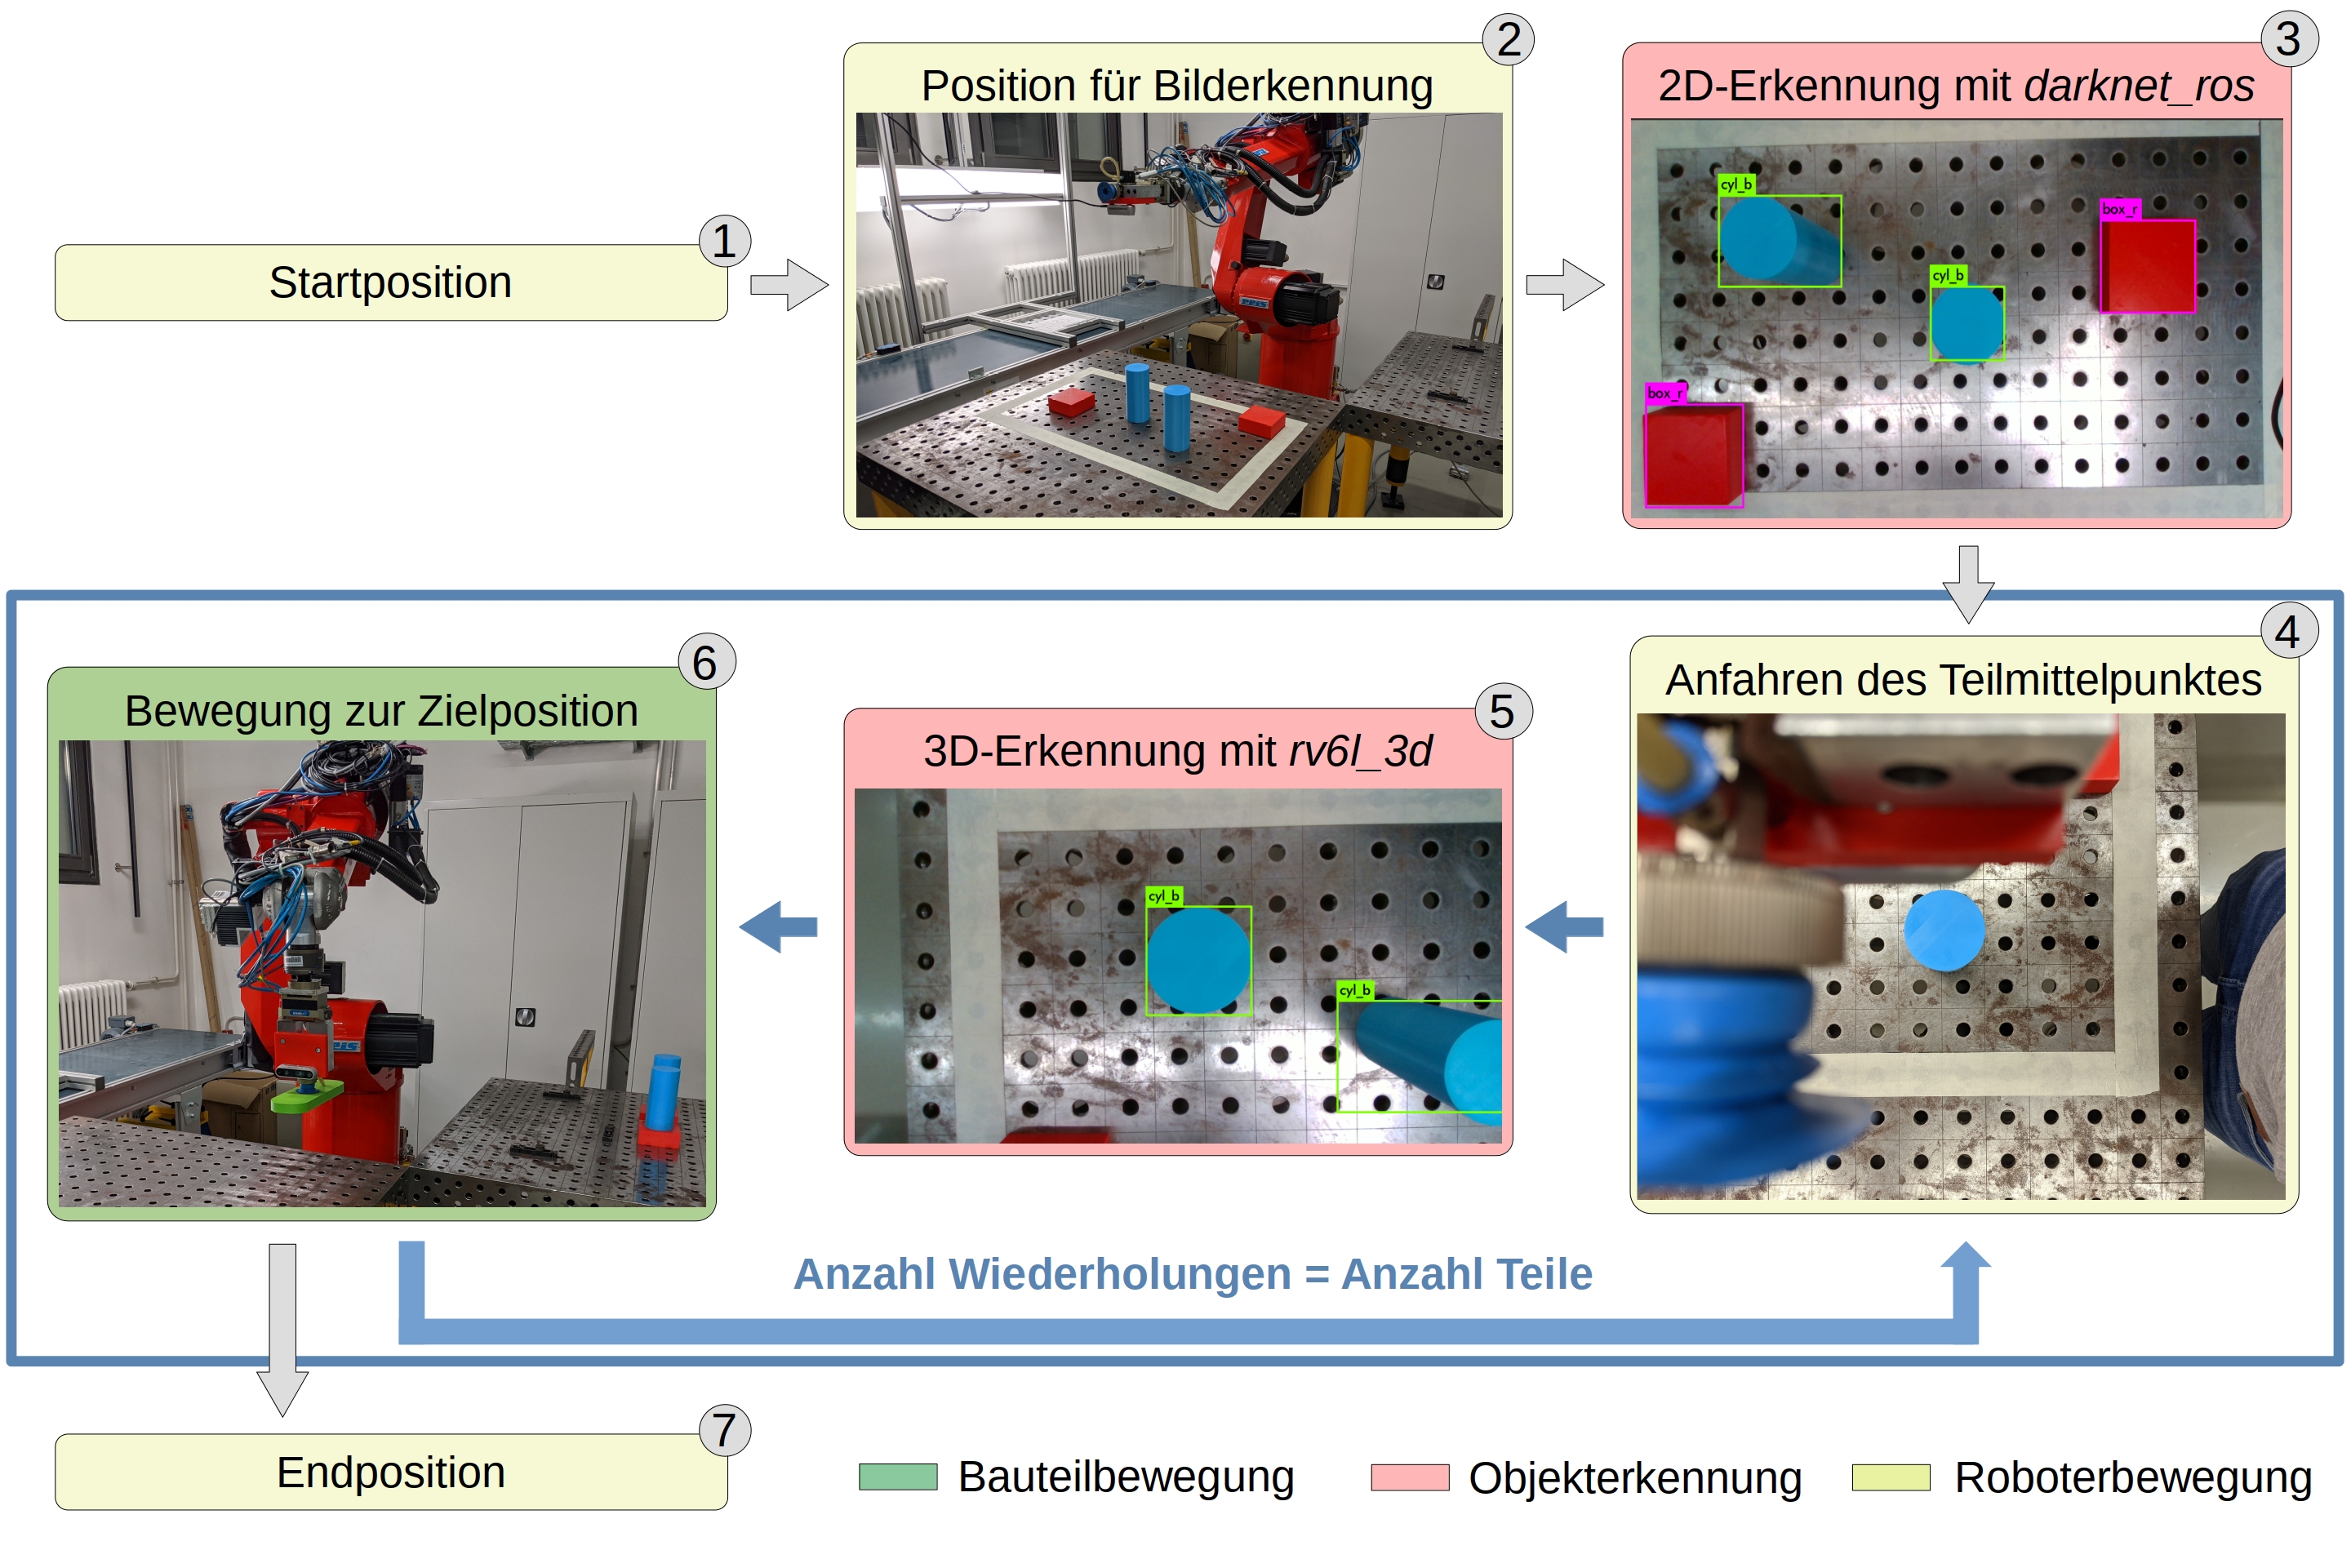 1
Startposition
2
Position für Bilderkennung
REIS
3
2D-Erkennung mit darknet_ros
cyl_b
box_r
cyl_b
box_r
4
Anfahren des Teilmittelpunktes
5
3D-Erkennung mit rv6l_3d
cyl_b
cyl_b
6
Bewegung zur Zielposition
REIS
Anzahl Wiederholungen = Anzahl Teile
7
Endposition
Bauteilbewegung
Objekterkennung
Roboterbewegung